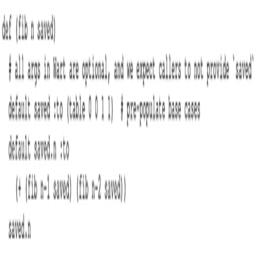 def (fib n saved)
# all args in Wart are optional, and we expect callers to not provide `saved`
default saved :to (table 0 0 1 1) # pre-populate base cases
default saved.n :to
(+ (fib n-1 saved) (fib n-2 saved))
saved.n